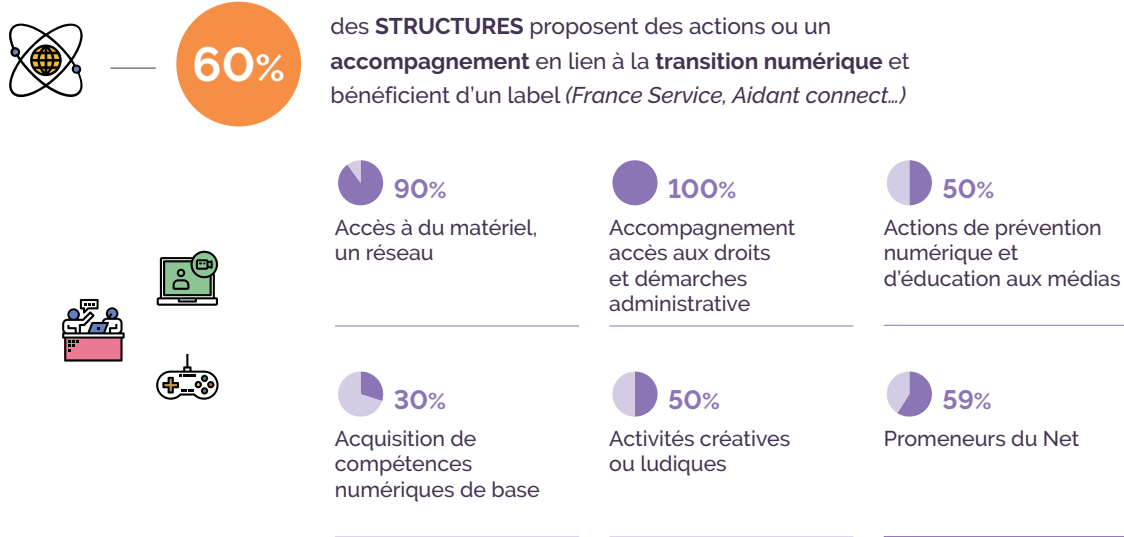 60%
des STRUCTURES proposent des actions ou un
accompagnement en lien à la transition numérique et
bénéficient d'un label (France Service, Aidant connect…)
90%
Accès à du matériel,
un réseau
100%
Accompagnement
accès aux droits
et démarches
administrative
50%
Actions de prévention
numérique et
d'éducation aux médias
30%
Acquisition de
compétences
numériques de base
50%
Activités créatives
ou ludiques
59%
Promeneurs du Net